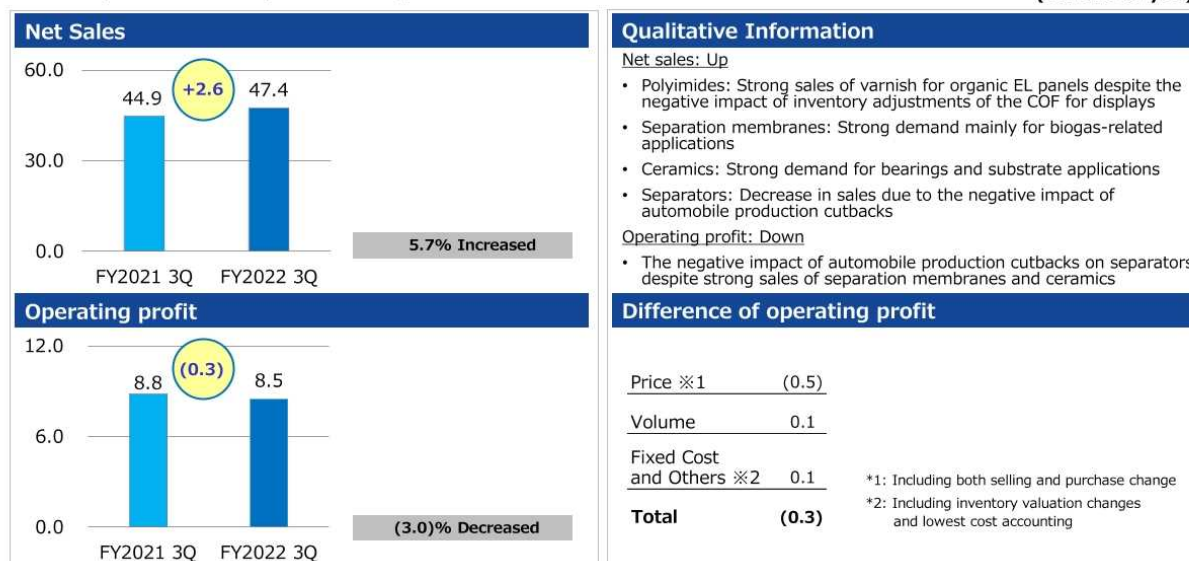 Net Sales
60.0
44.9
+2.6
47.4
30.0
0.0
FY2021 3Q
FY2022 3Q
5.7% Increased
Operating profit
12.0
8.8
(0.3)
8.5
6.0
0.0
FY2021 3Q
FY2022 3Q
(3.0)% Decreased
Qualitative Information
Net sales: Up
• Polyimides: Strong sales of varnish for organic EL panels despite the
negative impact of inventory adjustments of the COF for displays
• Separation membranes: Strong demand mainly for biogas-related
applications
• Ceramics: Strong demand for bearings and substrate applications
• Separators: Decrease in sales due to the negative impact of
automobile production cutbacks
Operating profit: Down
• The negative impact of automobile production cutbacks on separators
despite strong sales of separation membranes and ceramics
Difference of operating profit
Price ※1 (0.5)
Volume 0.1
Fixed Cost
and Others ※2 0.1
Total (0.3)
*1: Including both selling and purchase change
*2: Including inventory valuation changes
and lowest cost accounting